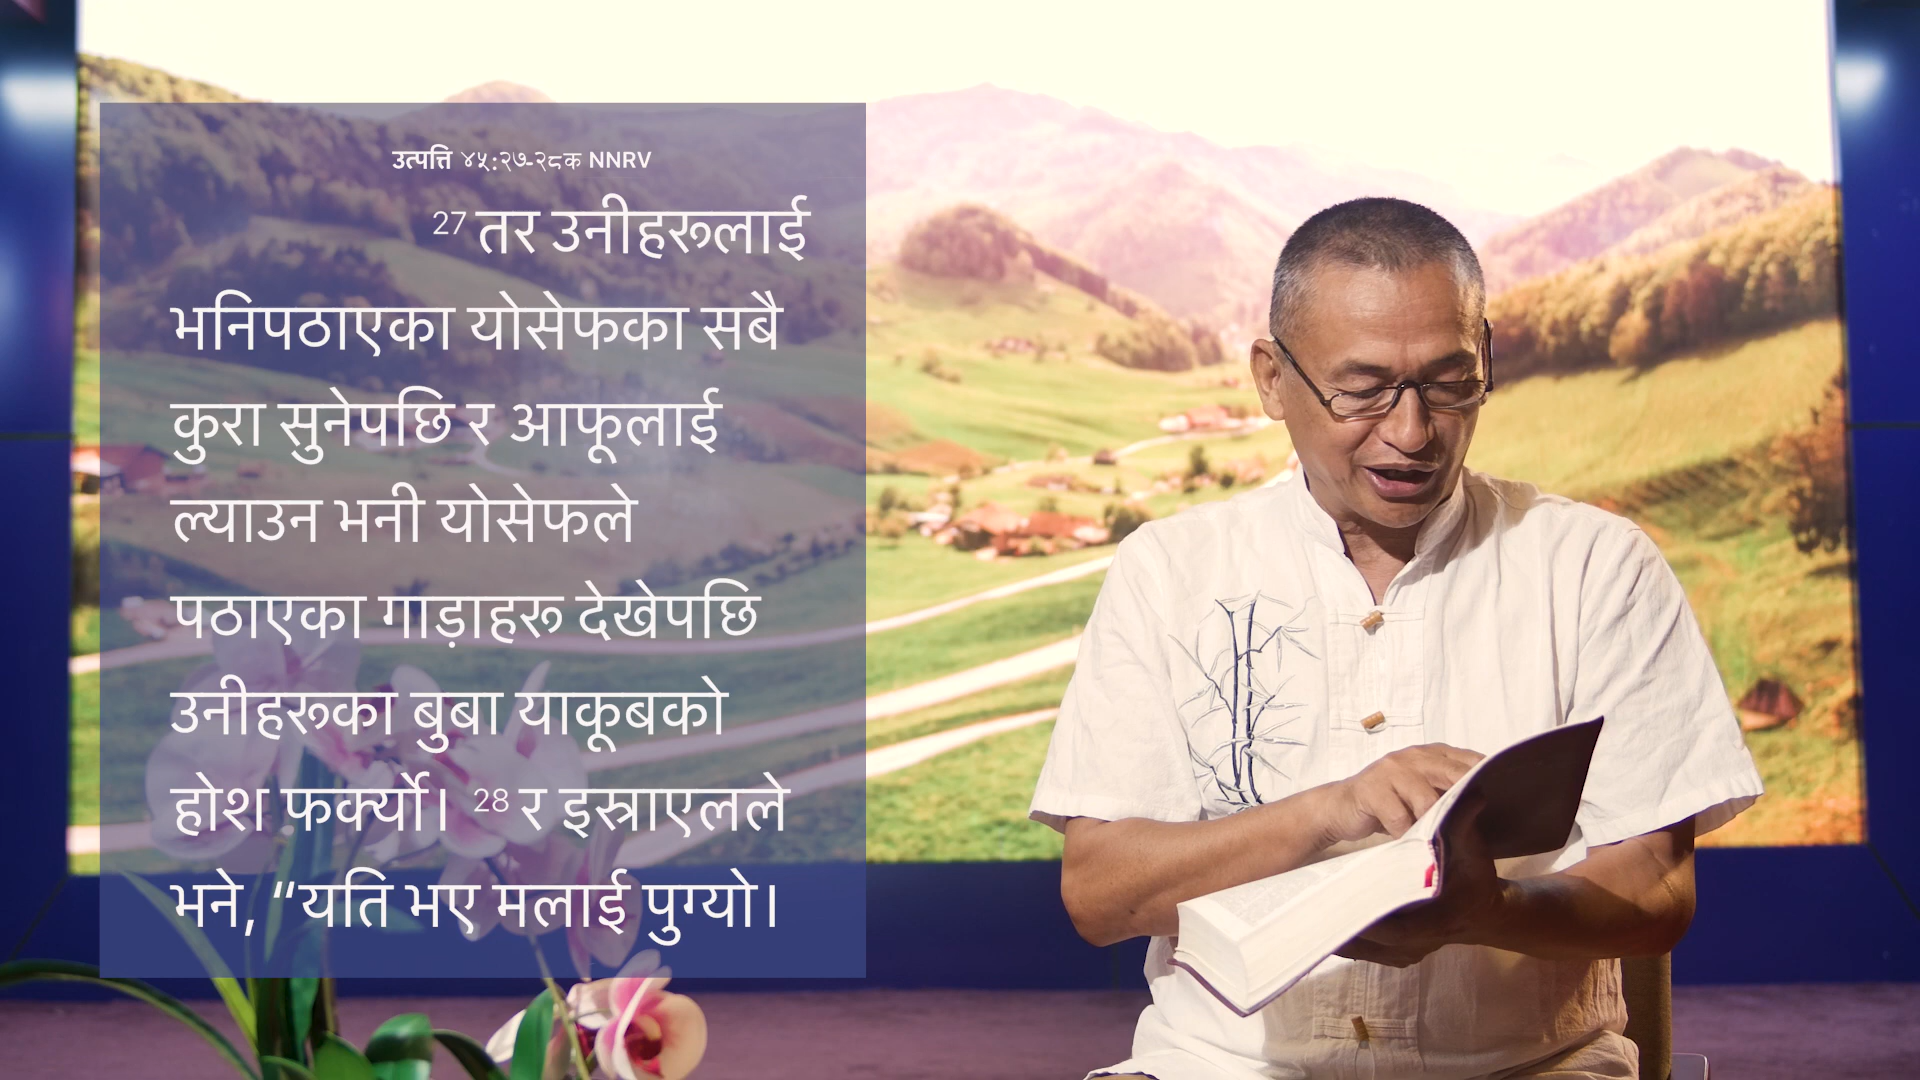 उत्पत्ति ४५:२७-२८क NNRV
27 तर उनीहरूलाई
भनिपठाएका योसेफका सबै
कुरा सुनेपछि र आफूलाई
ल्याउन भनी योसेफले
पठाएका गाड़ाहरू देखेपछि
उनीहरूका बुबा याकूबको
होश फर्क्यो। 28 र इस्राएलले
भने, “यति भए मलाई पुग्यो।